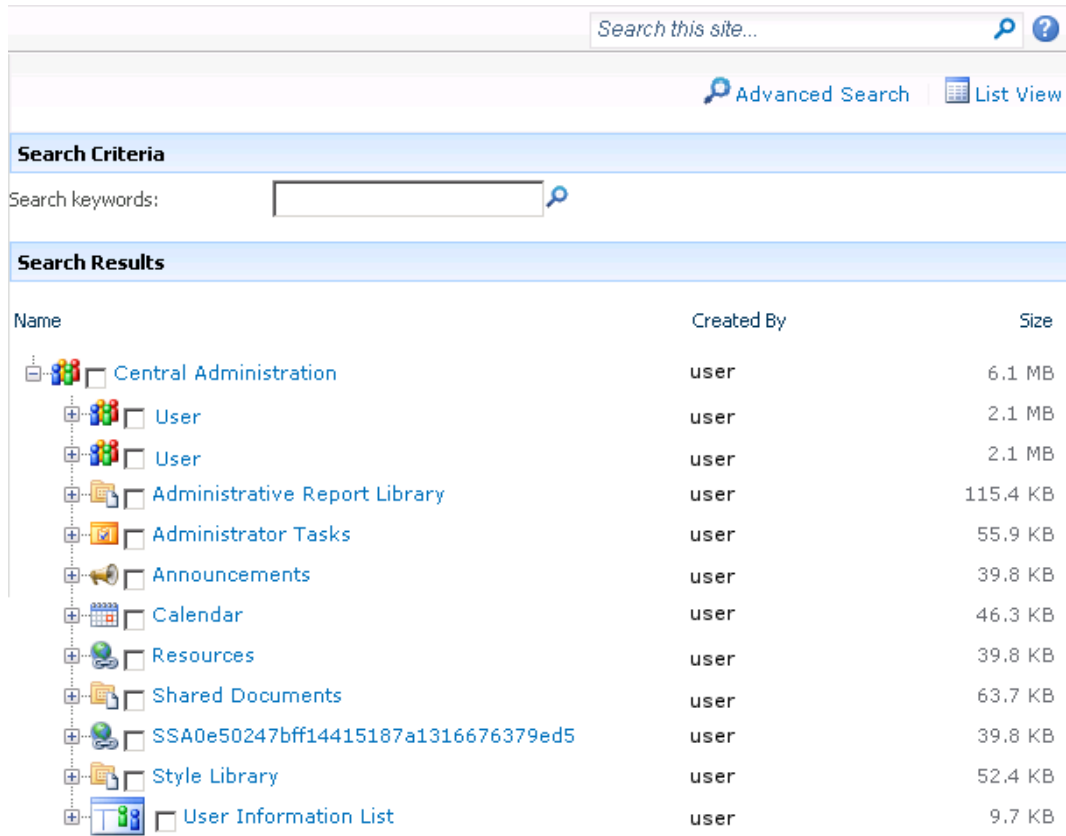 Search this site...
Advanced Search List View
Search Criteria
Search keywords:
Search Results
Name Created By Size
Central Administration user 6.1 MB
User user 2.1 MB
User user 2.1 MB
Administrative Report Library user 115.4 KB
Administrator Tasks user 55.9 KB
Announcements user 39.8 KB
Calendar user 46.3 KB
Resources user 39.8 KB
Shared Documents user 63.7 KB
SSA0e50247bff14415187a1316676379ed5 user 39.8 KB
Style Library user 52.4 KB
User Information List user 9.7 KB